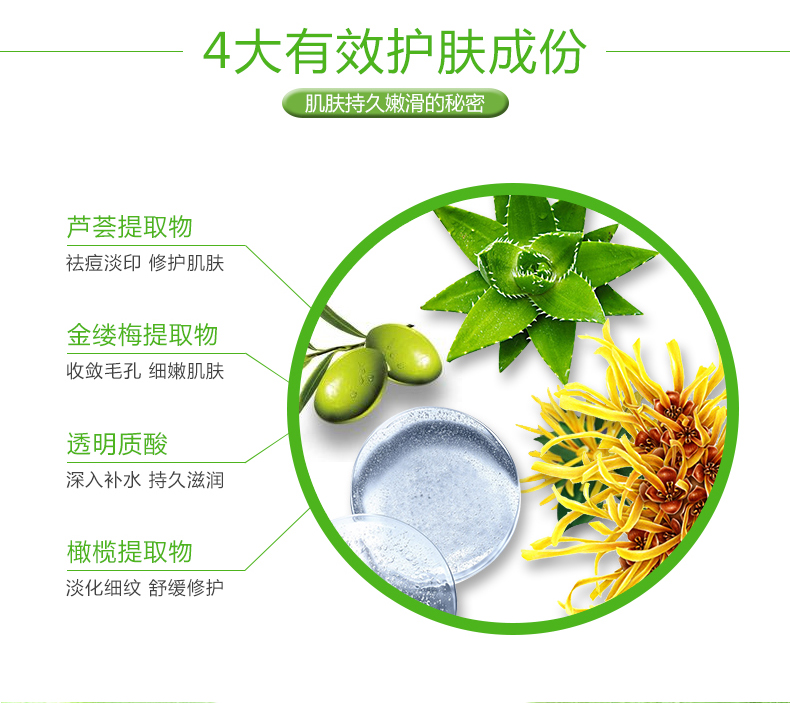 4大有效护肤成份
肌肤持久嫩滑的秘密
芦荟提取物
祛痘淡印 修护肌肤
金缕梅提取物
收敛毛孔 细嫩肌肤
透明质酸
深入补水 持久滋润
橄榄提取物
淡化细纹 舒缓修护